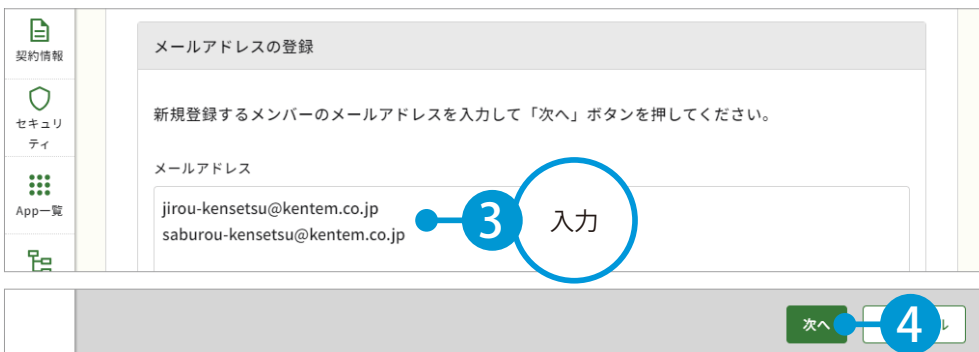 契約情報
セキュリ
ティ
App一覧
メールアドレスの登録
新規登録するメンバーのメールアドレスを入力して「次へ」ボタンを押してください。
メールアドレス
jirou-kensetsu@kentem.co.jp
saburou-kensetsu@kentem.co.jp
3 入力
次へ
4 ル